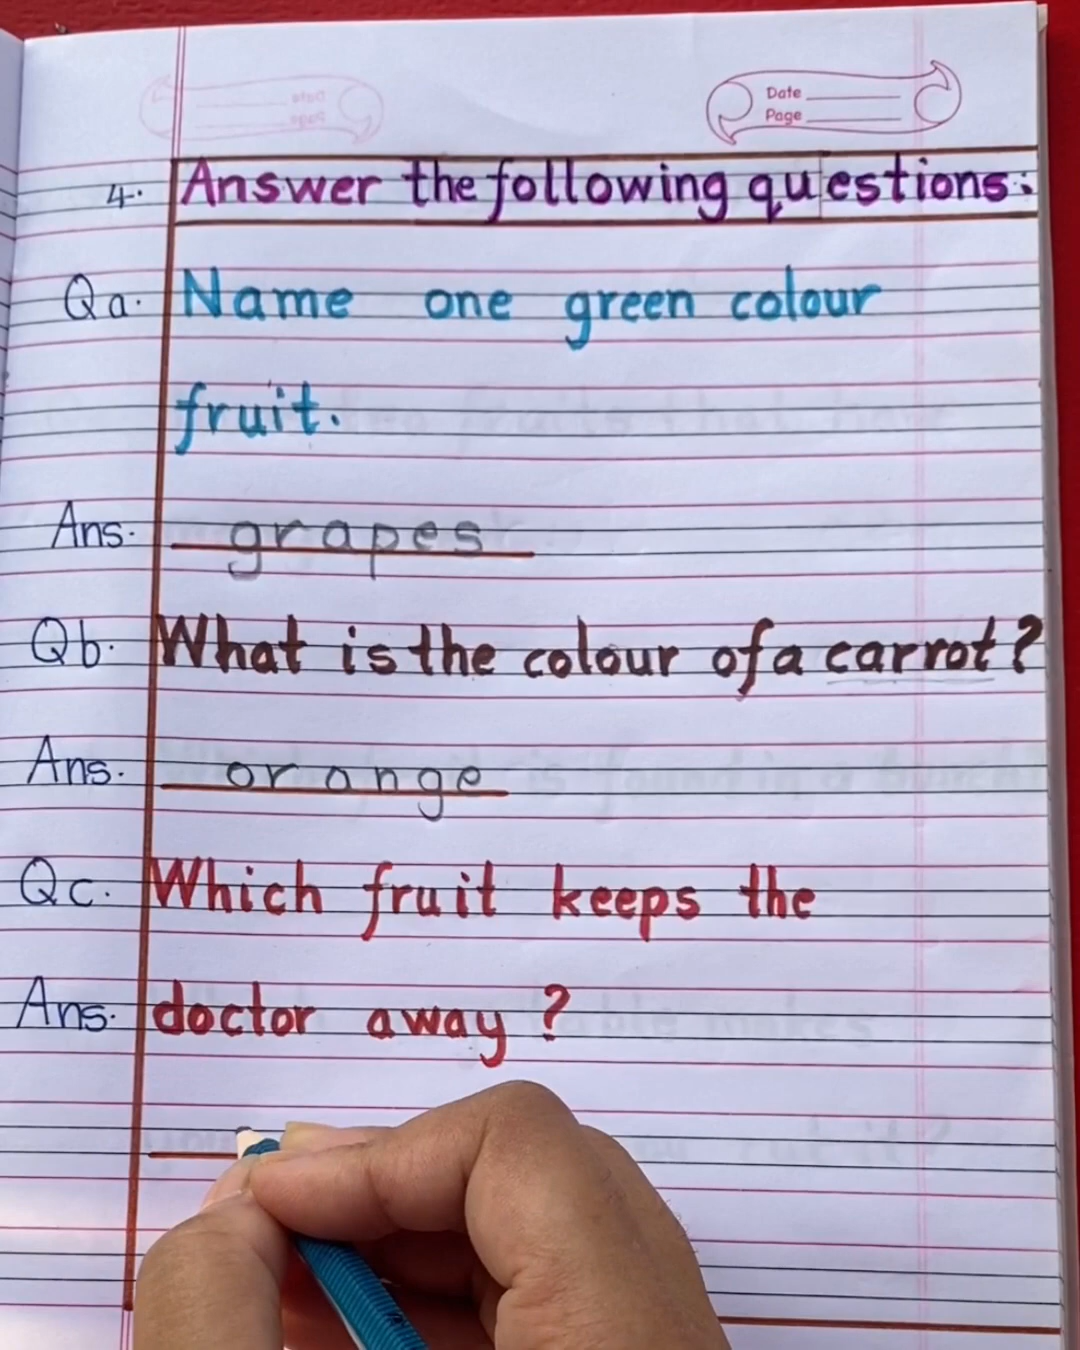 Date
Page
4. Answer the following questions:
Qa. Name one green colour
fruit.
Ans. grapes
Qb. What is the colour of a carrot?
Ans. orange
Qc. Which fruit keeps the
Ans. doctor away?